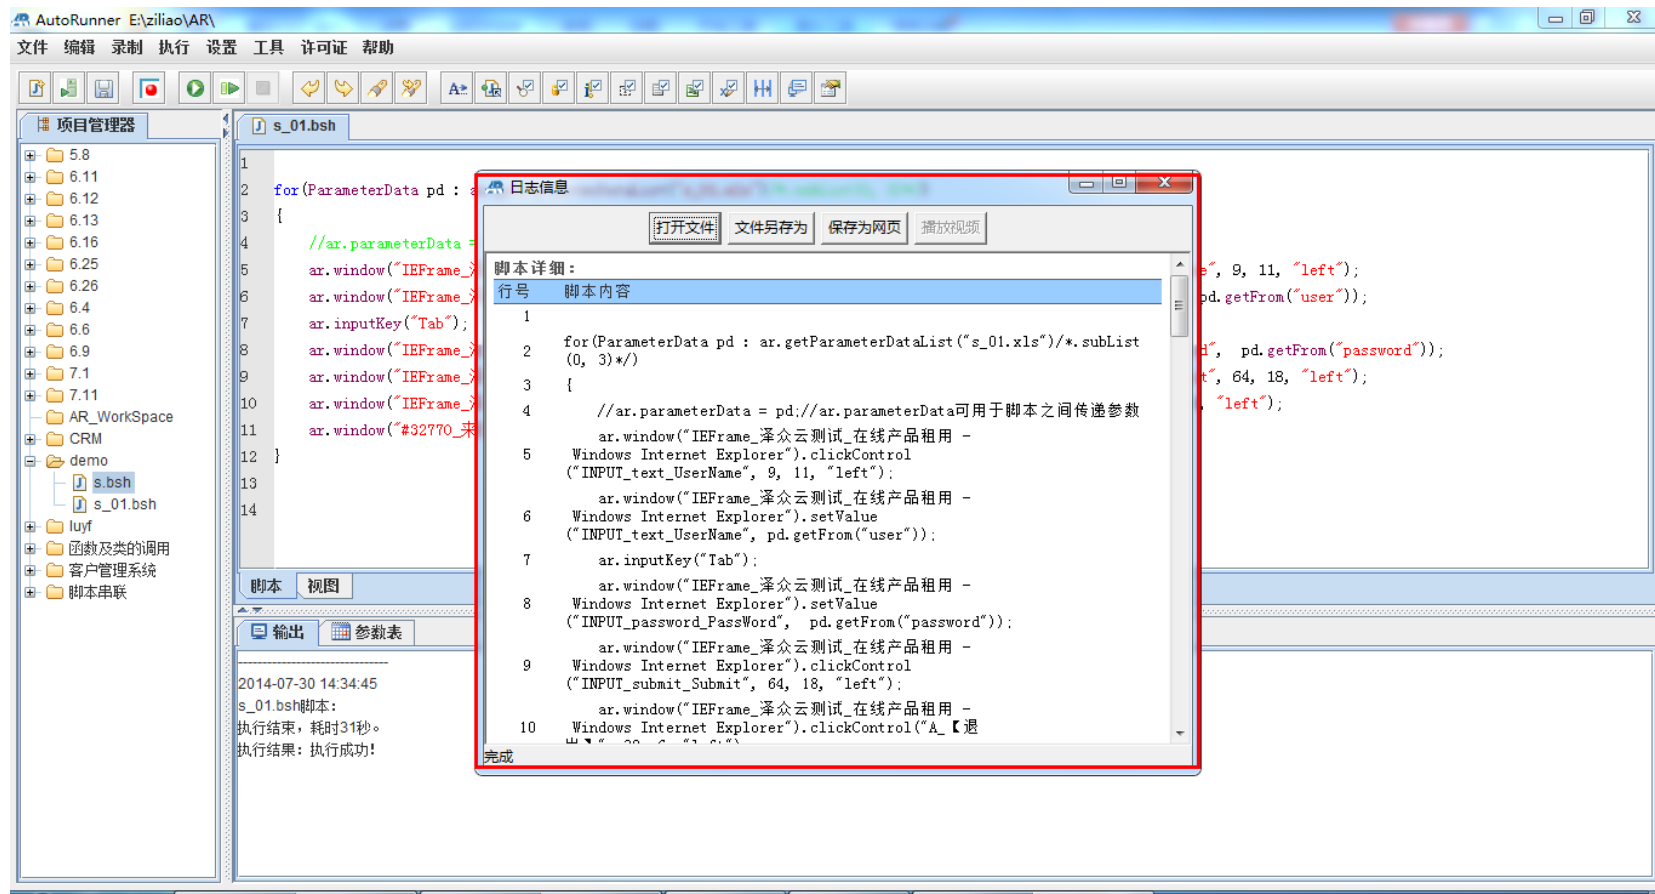 AutoRunner E:\ziliao\AR\
文件 编辑 录制 执行 设置 工具 许可证 帮助
项目管理器
5.8
6.11
6.12
6.13
6.16
6.25
6.26
6.4
6.6
6.9
7.1
7.11
AR_WorkSpace
CRM
demo
s.bsh
s_01.bsh
luyf
函数及类的调用
客户管理系统
脚本串联
s_01.bsh
1
2 for(ParameterData pd :
3 {
4 //ar.parameterData =
5 ar.window("IEFrame_ ", 9, 11, "left");
6 ar.window("IEFrame_ pd.getFrom("user"));
7 ar.inputKey("Tab");
8 ar.window("IEFrame_ ", pd.getFrom("password"));
9 ar.window("IEFrame_ ", 64, 18, "left");
10 ar.window("IEFrame_ "left");
11 ar.window("#32770_来
12 }
13
14
脚本 视图
输出 参数表
------------------------------
2014-07-30 14:34:45
s_01.bsh脚本：
执行结束，耗时31秒。
执行结果：执行成功！
日志信息
打开文件 文件另存为 保存为网页 播放视频
脚本详细：
行号 脚本内容
1
2 for(ParameterData pd : ar.getParameterDataList("s_01.xls")/*.subList
(0, 3)*/)
3 {
4 //ar.parameterData = pd;//ar.parameterData可用于脚本之间传递参数
ar.window("IEFrame_泽众云测试_在线产品租用 -
5 Windows Internet Explorer").clickControl
("INPUT_text_UserName", 9, 11, "left");
ar.window("IEFrame_泽众云测试_在线产品租用 -
6 Windows Internet Explorer").setValue
("INPUT_text_UserName", pd.getFrom("user"));
7 ar.inputKey("Tab");
ar.window("IEFrame_泽众云测试_在线产品租用 -
8 Windows Internet Explorer").setValue
("INPUT_password_PassWord", pd.getFrom("password"));
ar.window("IEFrame_泽众云测试_在线产品租用 -
9 Windows Internet Explorer").clickControl
("INPUT_submit_Submit", 64, 18, "left");
ar.window("IEFrame_泽众云测试_在线产品租用 -
10 Windows Internet Explorer").clickControl("A_【退
完成